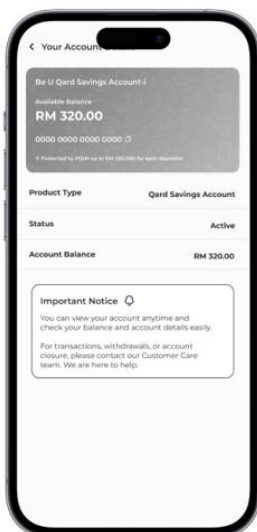 Your Account
Be U Qard Savings Account-i
Available Balance
RM 320.00
0000 0000 0000 0000
Protected by PIDM up to RM 250,000 for each depositor
Product Type Qard Savings Account
Status Active
Account Balance RM 320.00
Important Notice
You can view your account anytime and
check your balance and account details easily.
For transactions, withdrawals, or account
closure, please contact our Customer Care
team. We are here to help.